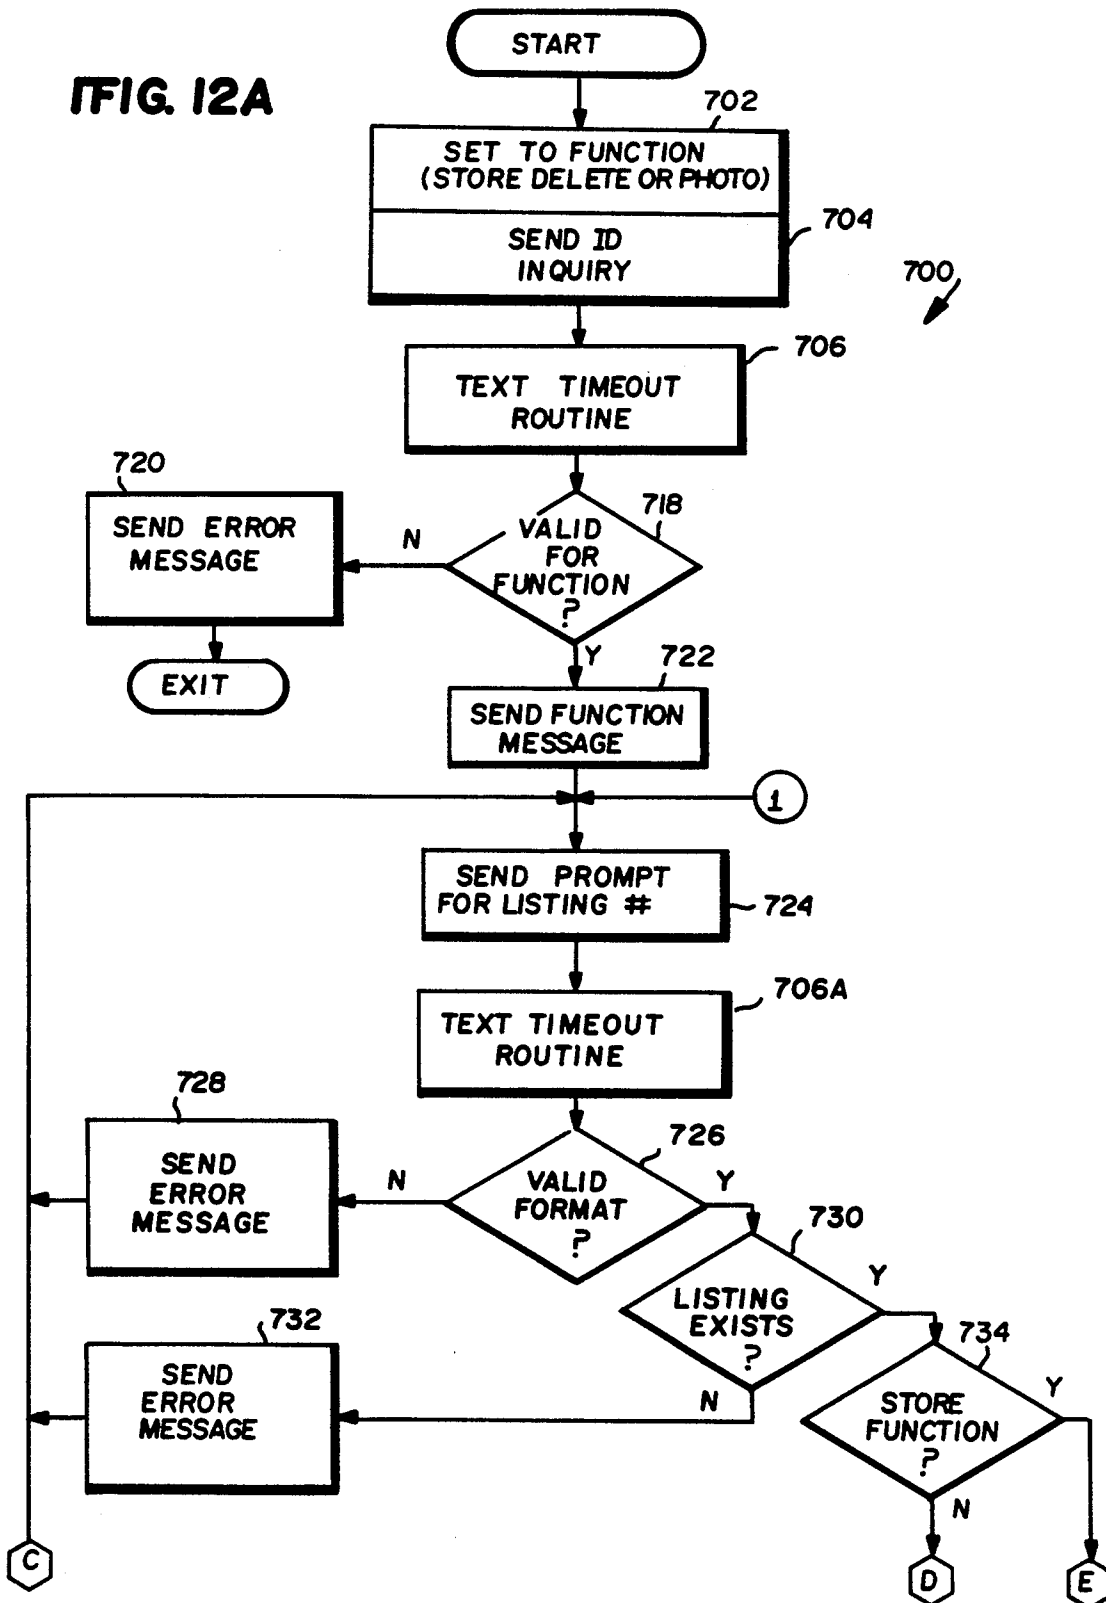 START
FIG. 12A
702
SET TO FUNCTION
(STORE DELETE OR PHOTO)
704
SEND ID
INQUIRY
700
706
TEXT TIMEOUT
ROUTINE
720
SEND ERROR
MESSAGE
N
718
VALID
FOR
FUNCTION
?
Y
EXIT
722
SEND FUNCTION
MESSAGE
1
SEND PROMPT
FOR LISTING #
724
706A
TEXT TIMEOUT
ROUTINE
728
SEND
ERROR
MESSAGE
N
726
VALID
FORMAT
?
Y
730
LISTING
EXISTS
?
Y
N
732
SEND
ERROR
MESSAGE
734
STORE
FUNCTION
?
Y
N
C
D
E